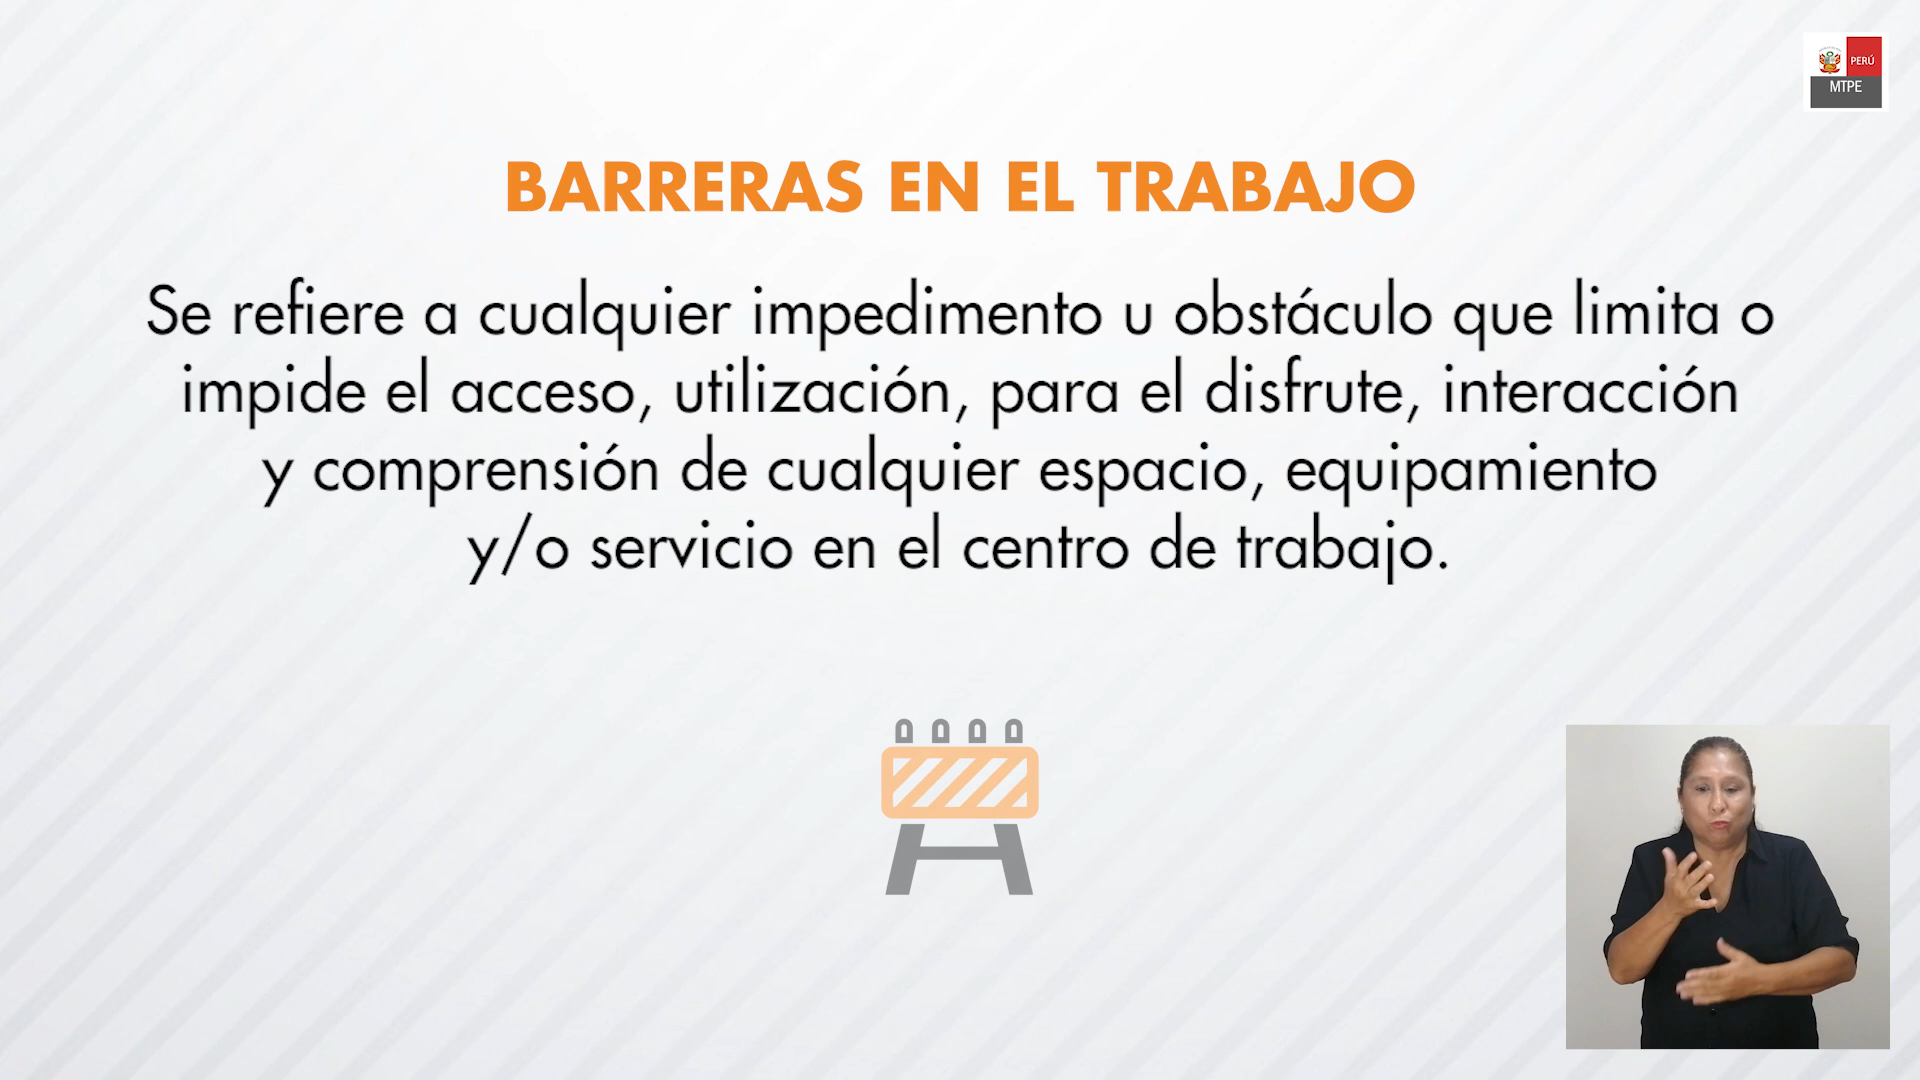 PERÚ
MTPE
BARRERAS EN EL TRABAJO
Se refiere a cualquier impedimento u obstáculo que limita o
impide el acceso, utilización, para el disfrute, interacción
y comprensión de cualquier espacio, equipamiento
y/o servicio en el centro de trabajo.